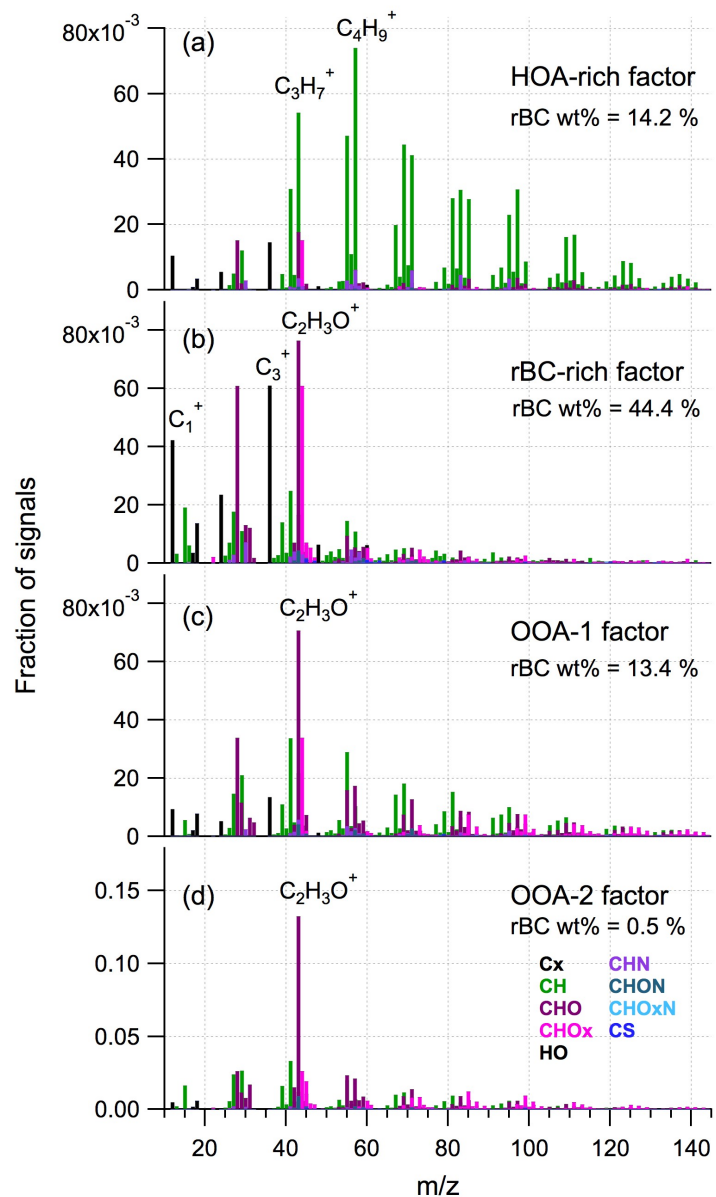 Fraction of signals
80x10⁻³
60
40
20
0
(a)
C₃H₇⁺
C₄H₉⁺
HOA-rich factor
rBC wt% = 14.2 %
80x10⁻³
60
40
20
0
(b)
C₁⁺
C₃⁺
C₂H₃O⁺
rBC-rich factor
rBC wt% = 44.4 %
80x10⁻³
60
40
20
0
(c)
C₂H₃O⁺
OOA-1 factor
rBC wt% = 13.4 %
0.15
0.10
0.05
0.00
(d)
C₂H₃O⁺
OOA-2 factor
rBC wt% = 0.5 %
Cx CHN
CH CHON
CHO CHOxN
CHOx CS
HO
20 40 60 80 100 120 140
m/z